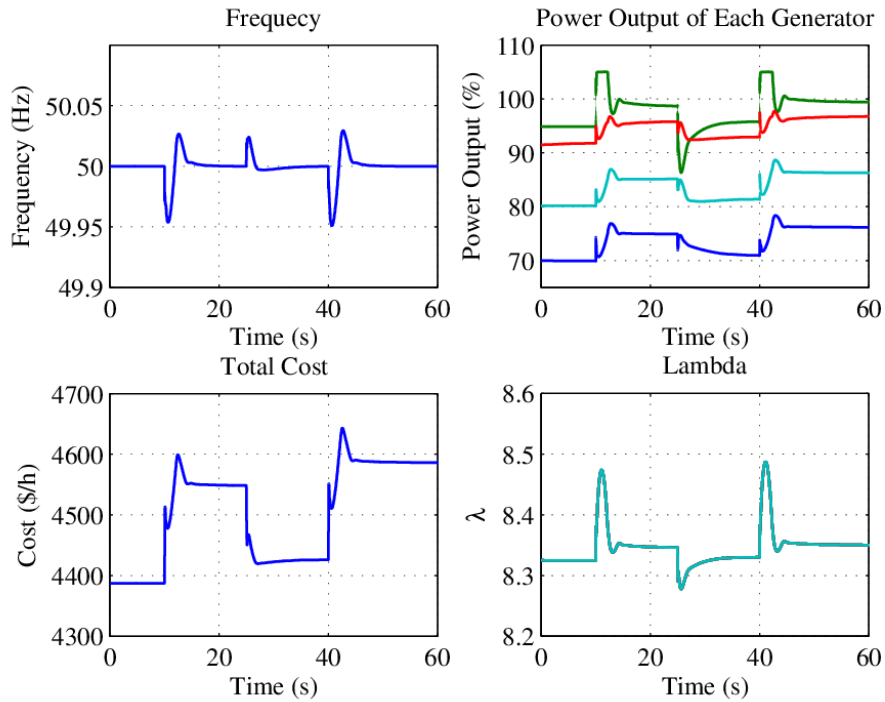 Frequecy
Frequency (Hz)
50.05
50
49.95
49.9
0
20
40
60
Time (s)
Power Output of Each Generator
Power Output (%)
110
100
90
80
70
0
20
40
60
Time (s)
Total Cost
Cost ($/h)
4700
4600
4500
4400
4300
0
20
40
60
Time (s)
Lambda
λ
8.6
8.5
8.4
8.3
8.2
0
20
40
60
Time (s)